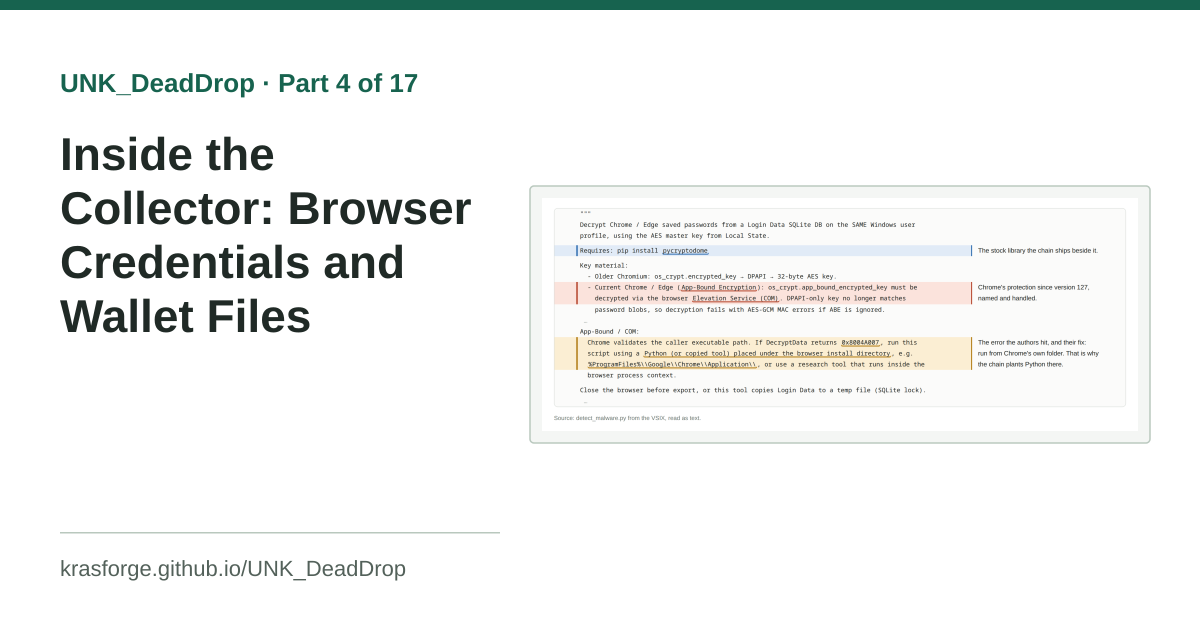 UNK_DeadDrop · Part 4 of 17
Inside the
Collector: Browser
Credentials and
Wallet Files
"""
Decrypt Chrome / Edge saved passwords from a Login Data SQLite DB on the SAME Windows user
profile, using the AES master key from Local State.
Requires: pip install pycryptodome
The stock library the chain ships beside it.
Key material:
- Older Chromium: os_crypt.encrypted_key → DPAPI → 32-byte AES key.
- Current Chrome / Edge (App-Bound Encryption): os_crypt.app_bound_encrypted_key must be
decrypted via the browser Elevation Service (COM). DPAPI-only key no longer matches
password blobs, so decryption fails with AES-GCM MAC errors if ABE is ignored.
Chrome's protection since version 127,
named and handled.
…
App-Bound / COM:
Chrome validates the caller executable path. If DecryptData returns 0x8004A007, run this
script using a Python (or copied tool) placed under the browser install directory, e.g.
%ProgramFiles%\\Google\\Chrome\\Application\\, or use a research tool that runs inside the
browser process context.
The error the authors hit, and their fix:
run from Chrome's own folder. That is why
the chain plants Python there.
Close the browser before export, or this tool copies Login Data to a temp file (SQLite lock).
…
Source: detect_malware.py from the VSIX, read as text.
krasforge.github.io/UNK_DeadDrop